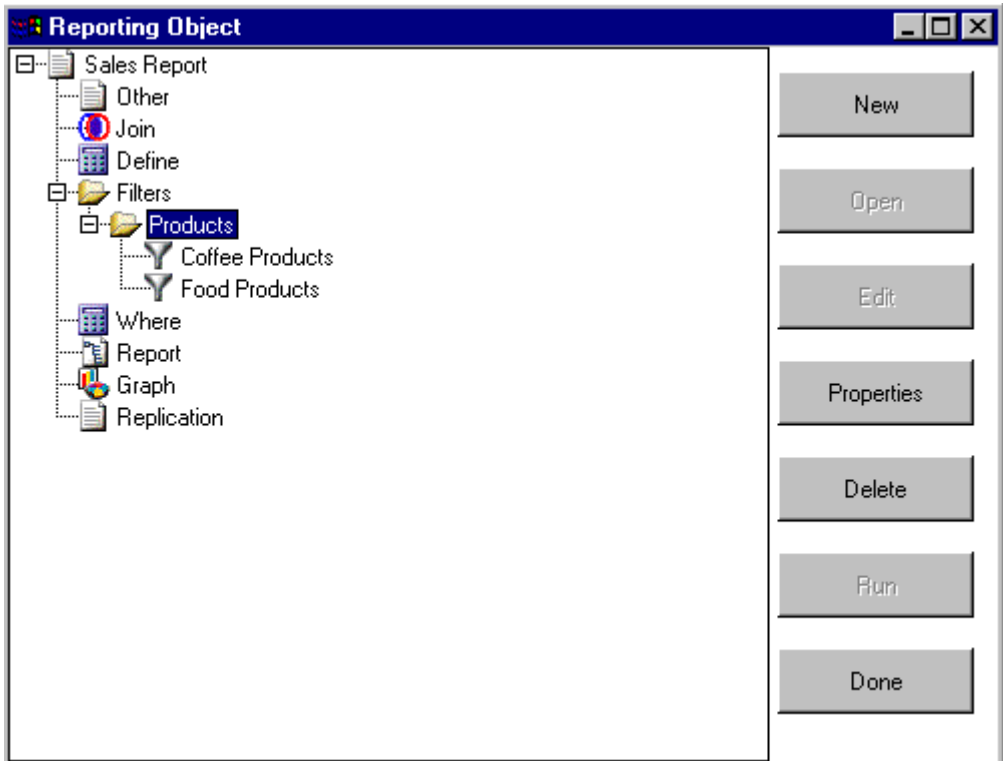 Reporting Object
Sales Report
Other
Join
Define
Filters
Products
Coffee Products
Food Products
Where
Report
Graph
Replication
New
Open
Edit
Properties
Delete
Run
Done